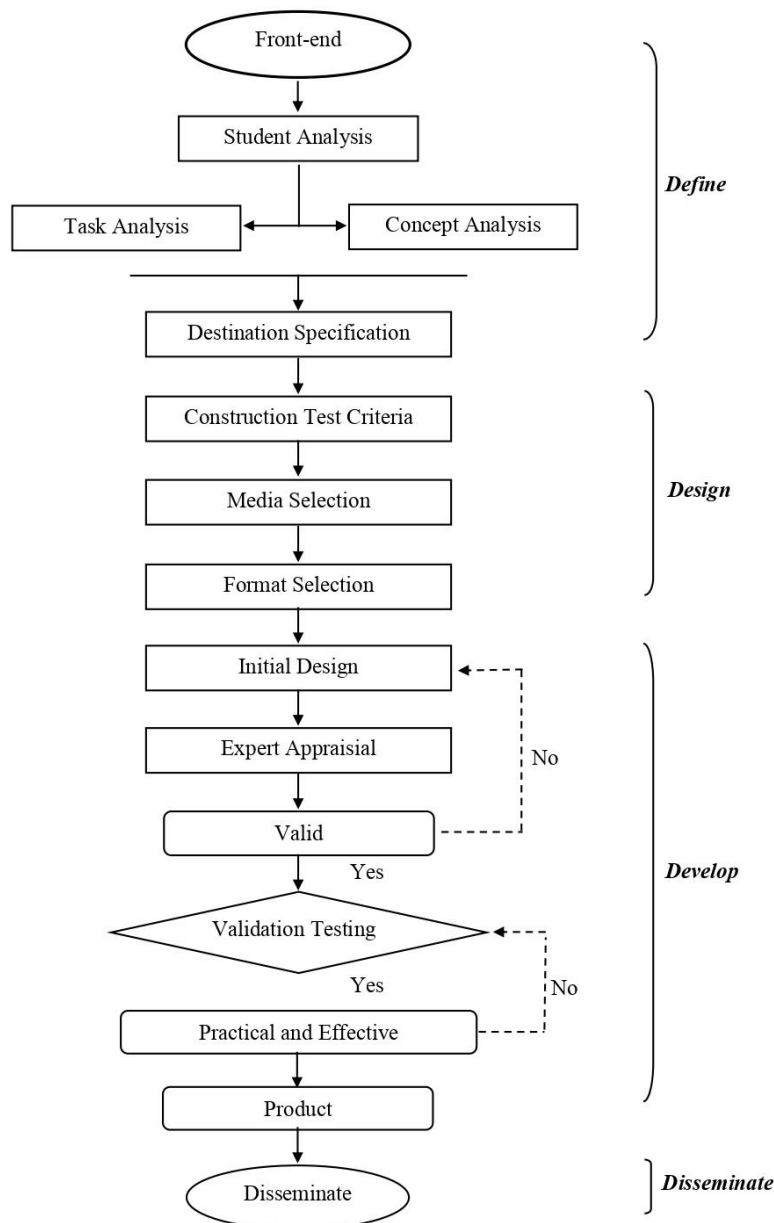 Front-end
Student Analysis
Define
Task Analysis
Concept Analysis
Destination Specification
Construction Test Criteria
Design
Media Selection
Format Selection
Initial Design
Expert Appraisial
No
Valid
Yes
Develop
Validation Testing
Yes
No
Practical and Effective
Product
Disseminate
Disseminate